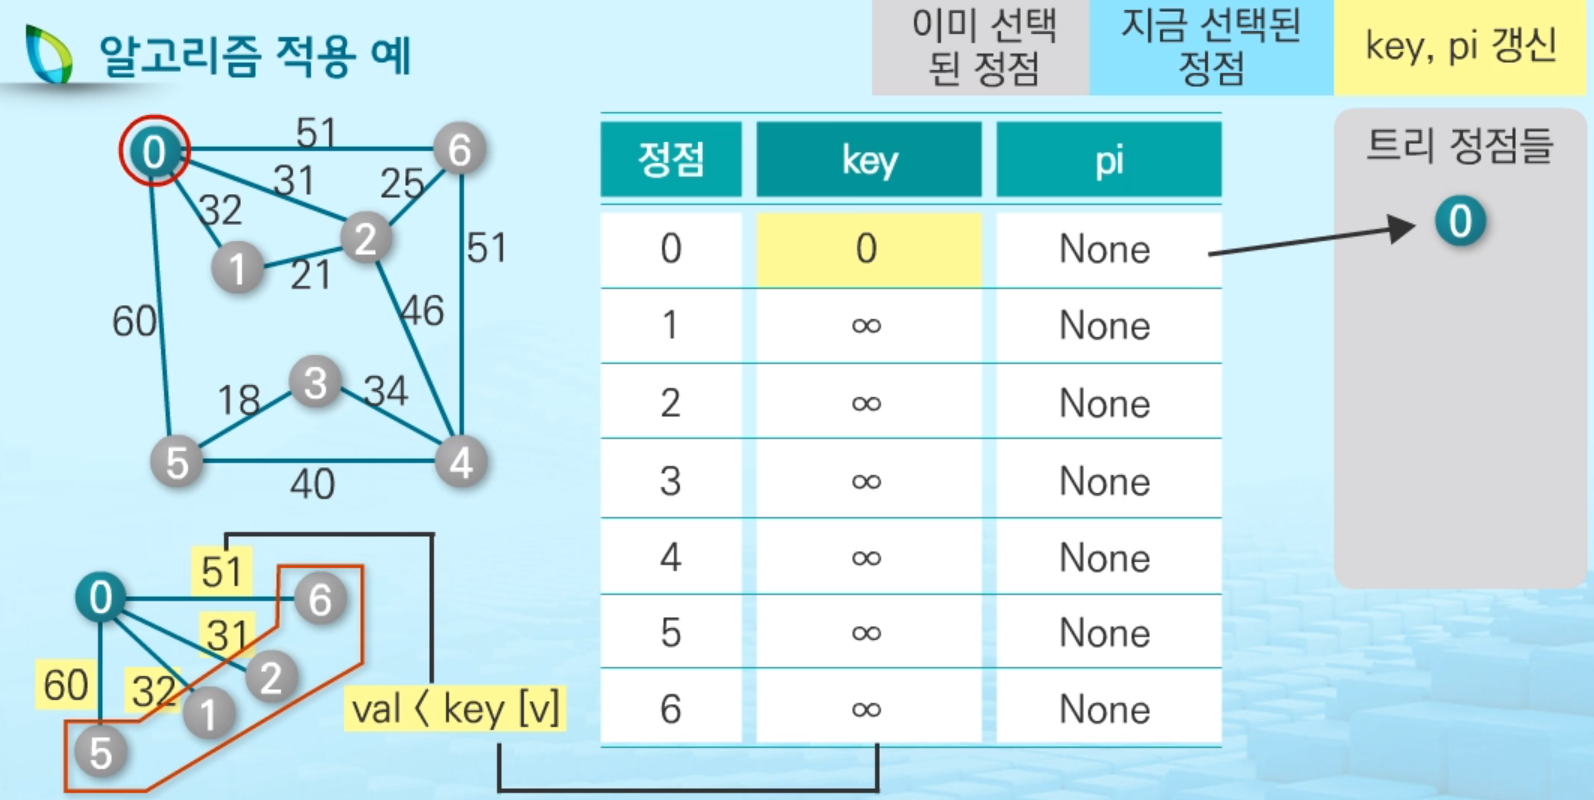 알고리즘 적용 예
이미 선택
된 정점
지금 선택된
정점
key, pi 갱신
0
51
6
31
25
32
2
1
21
51
46
60
3
18
34
5
4
40
정점 key pi
0 0 None
1 ∞ None
2 ∞ None
3 ∞ None
4 ∞ None
5 ∞ None
6 ∞ None
트리 정점들
0
51
0
6
31
2
60
32
1
5
val < key [v]